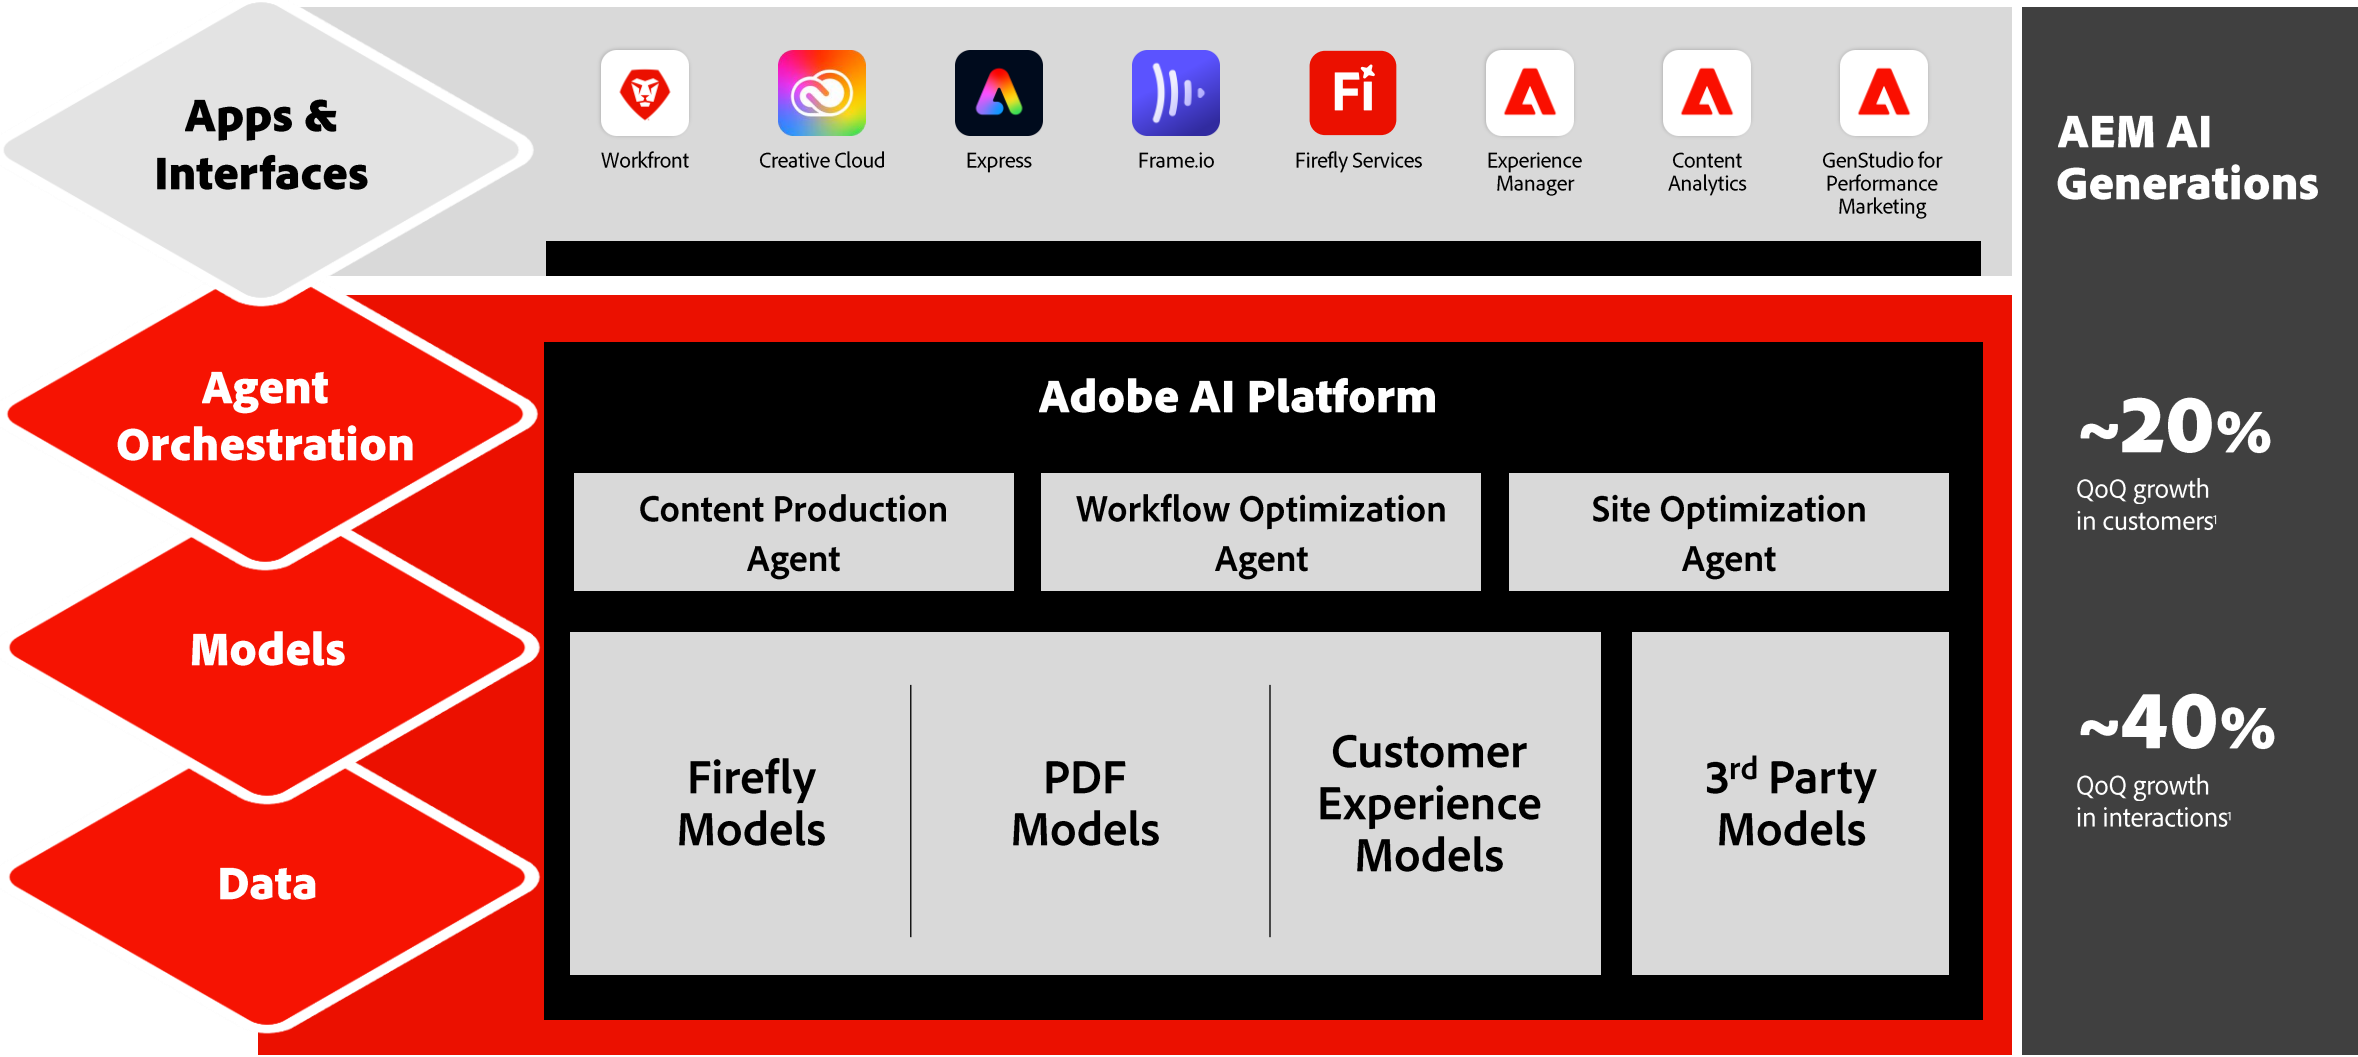 Apps &
Interfaces
Workfront
Creative Cloud
Express
Frame.io
Fi
Firefly Services
Experience
Manager
Content
Analytics
GenStudio for
Performance
Marketing
Agent
Orchestration
Models
Data
Adobe AI Platform
Content Production
Agent
Workflow Optimization
Agent
Site Optimization
Agent
Firefly
Models
PDF
Models
Customer
Experience
Models
3rd Party
Models
AEM AI
Generations
~20%
QoQ growth
in customers¹
~40%
QoQ growth
in interactions¹